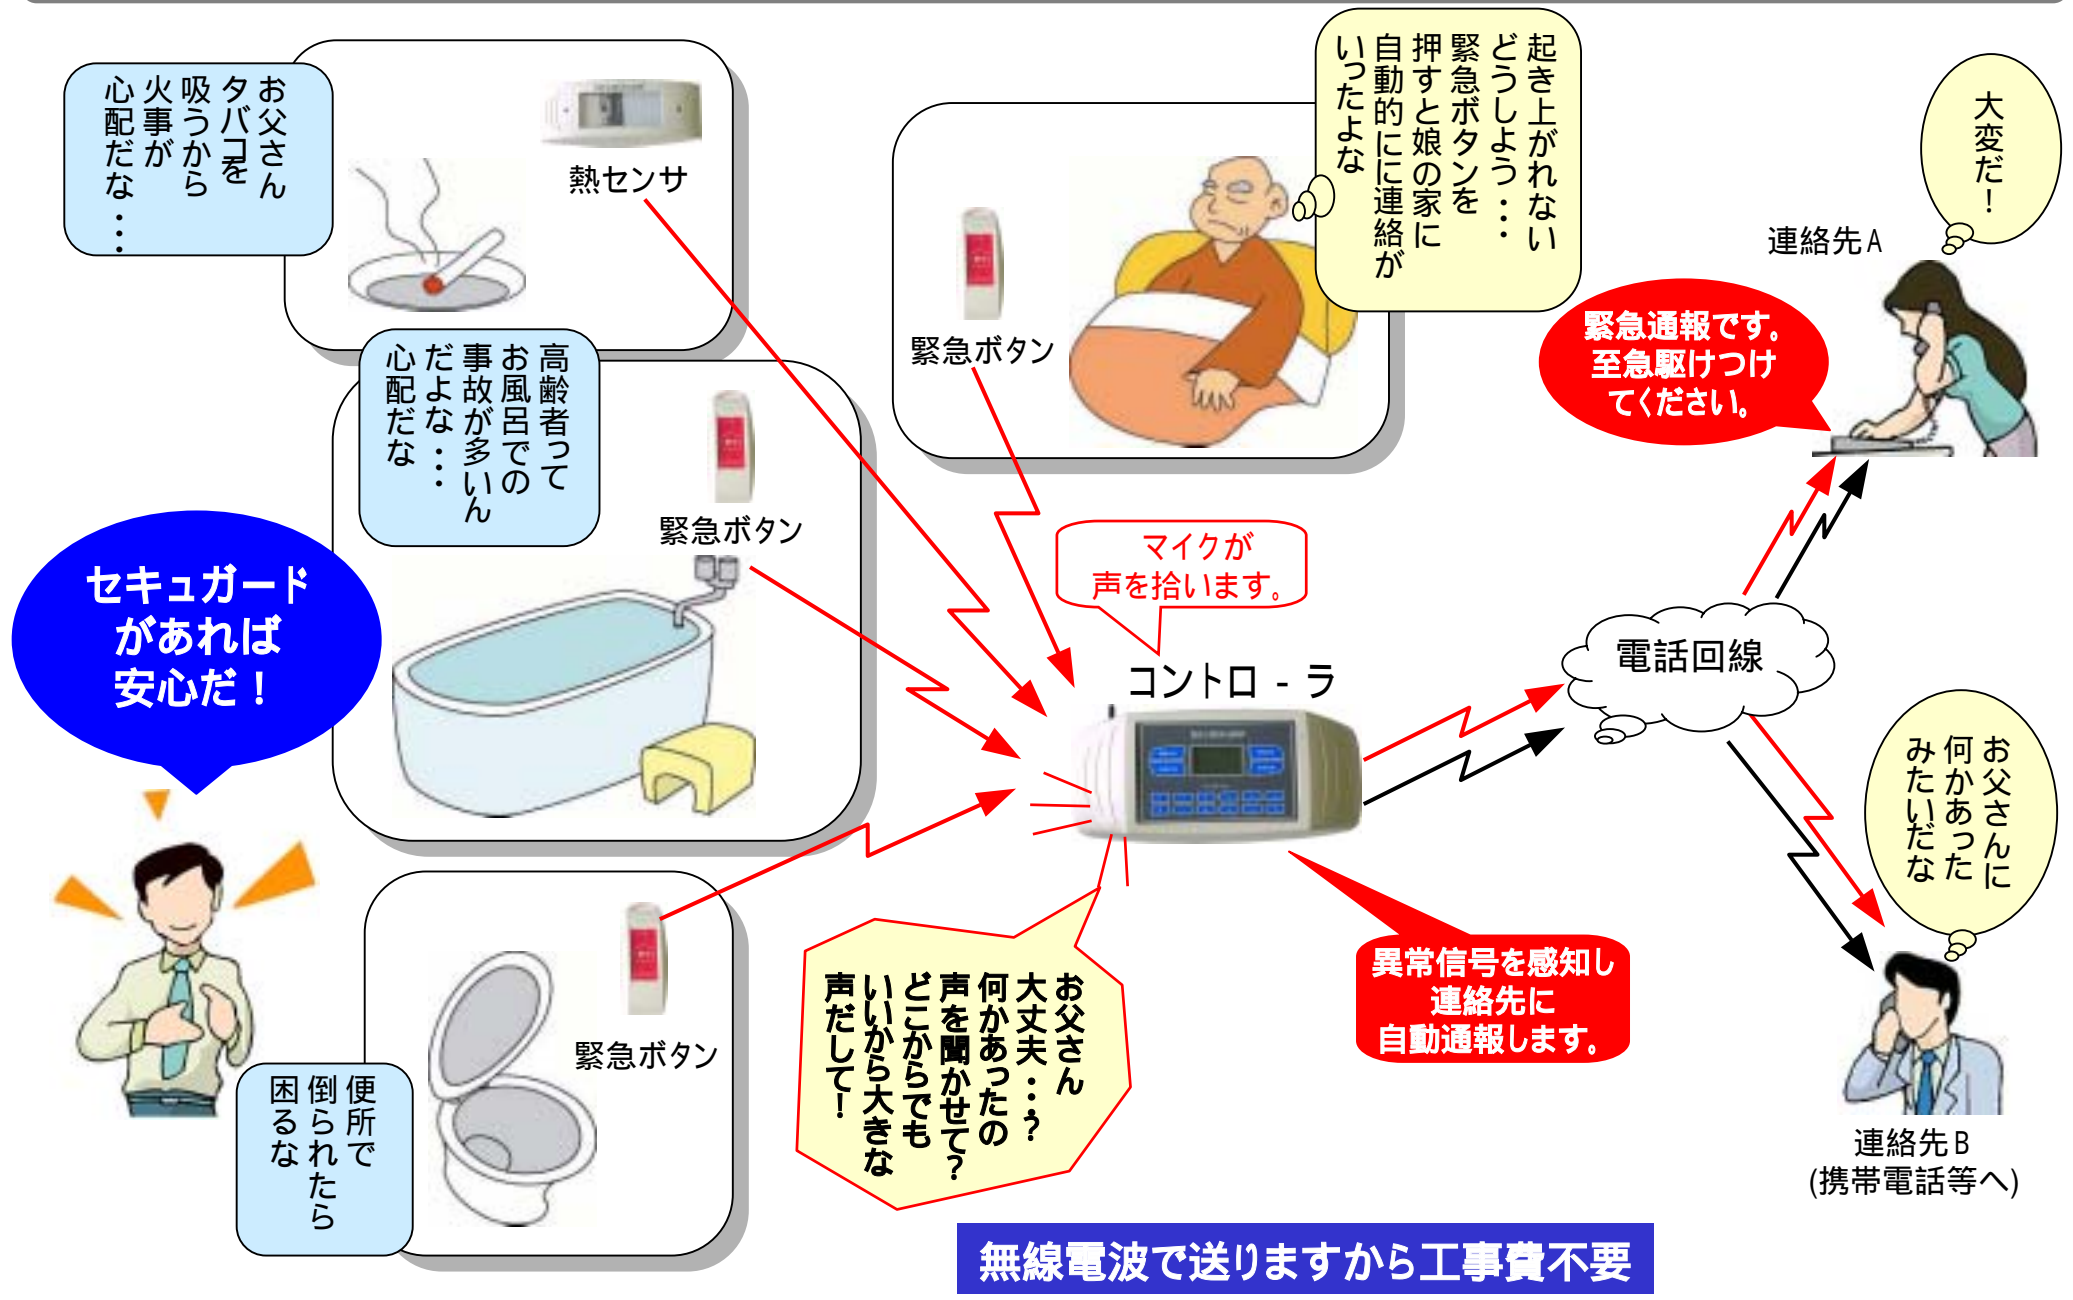 お父さん
タバコを
吸うから
火事が
心配だな・・・
熱センサ
起き上がれない
どうしよう・・・
緊急ボタンを
押すと娘の家に
自動的にに連絡が
いったよな
大変だ!
連絡先A
緊急ボタン
緊急通報です。
至急駆けつけ
てください。
高齢者って
お風呂での
事故が多いん
だよな・・・
心配だな
緊急ボタン
セキュガード
があれば
安心だ！
マイクが
声を拾います。
コントロ－ラ
電話回線
お父さんに
何かあった
みたいだな
緊急ボタン
便所で
倒られたら
困るな
お父さん
大丈夫・・・?
何かあったの
声を聞かせて?
どこからでも
いいから大きな
声だして!
異常信号を感知し
連絡先に
自動通報します。
連絡先B
(携帯電話等へ)
無線電波で送りますから工事費不要